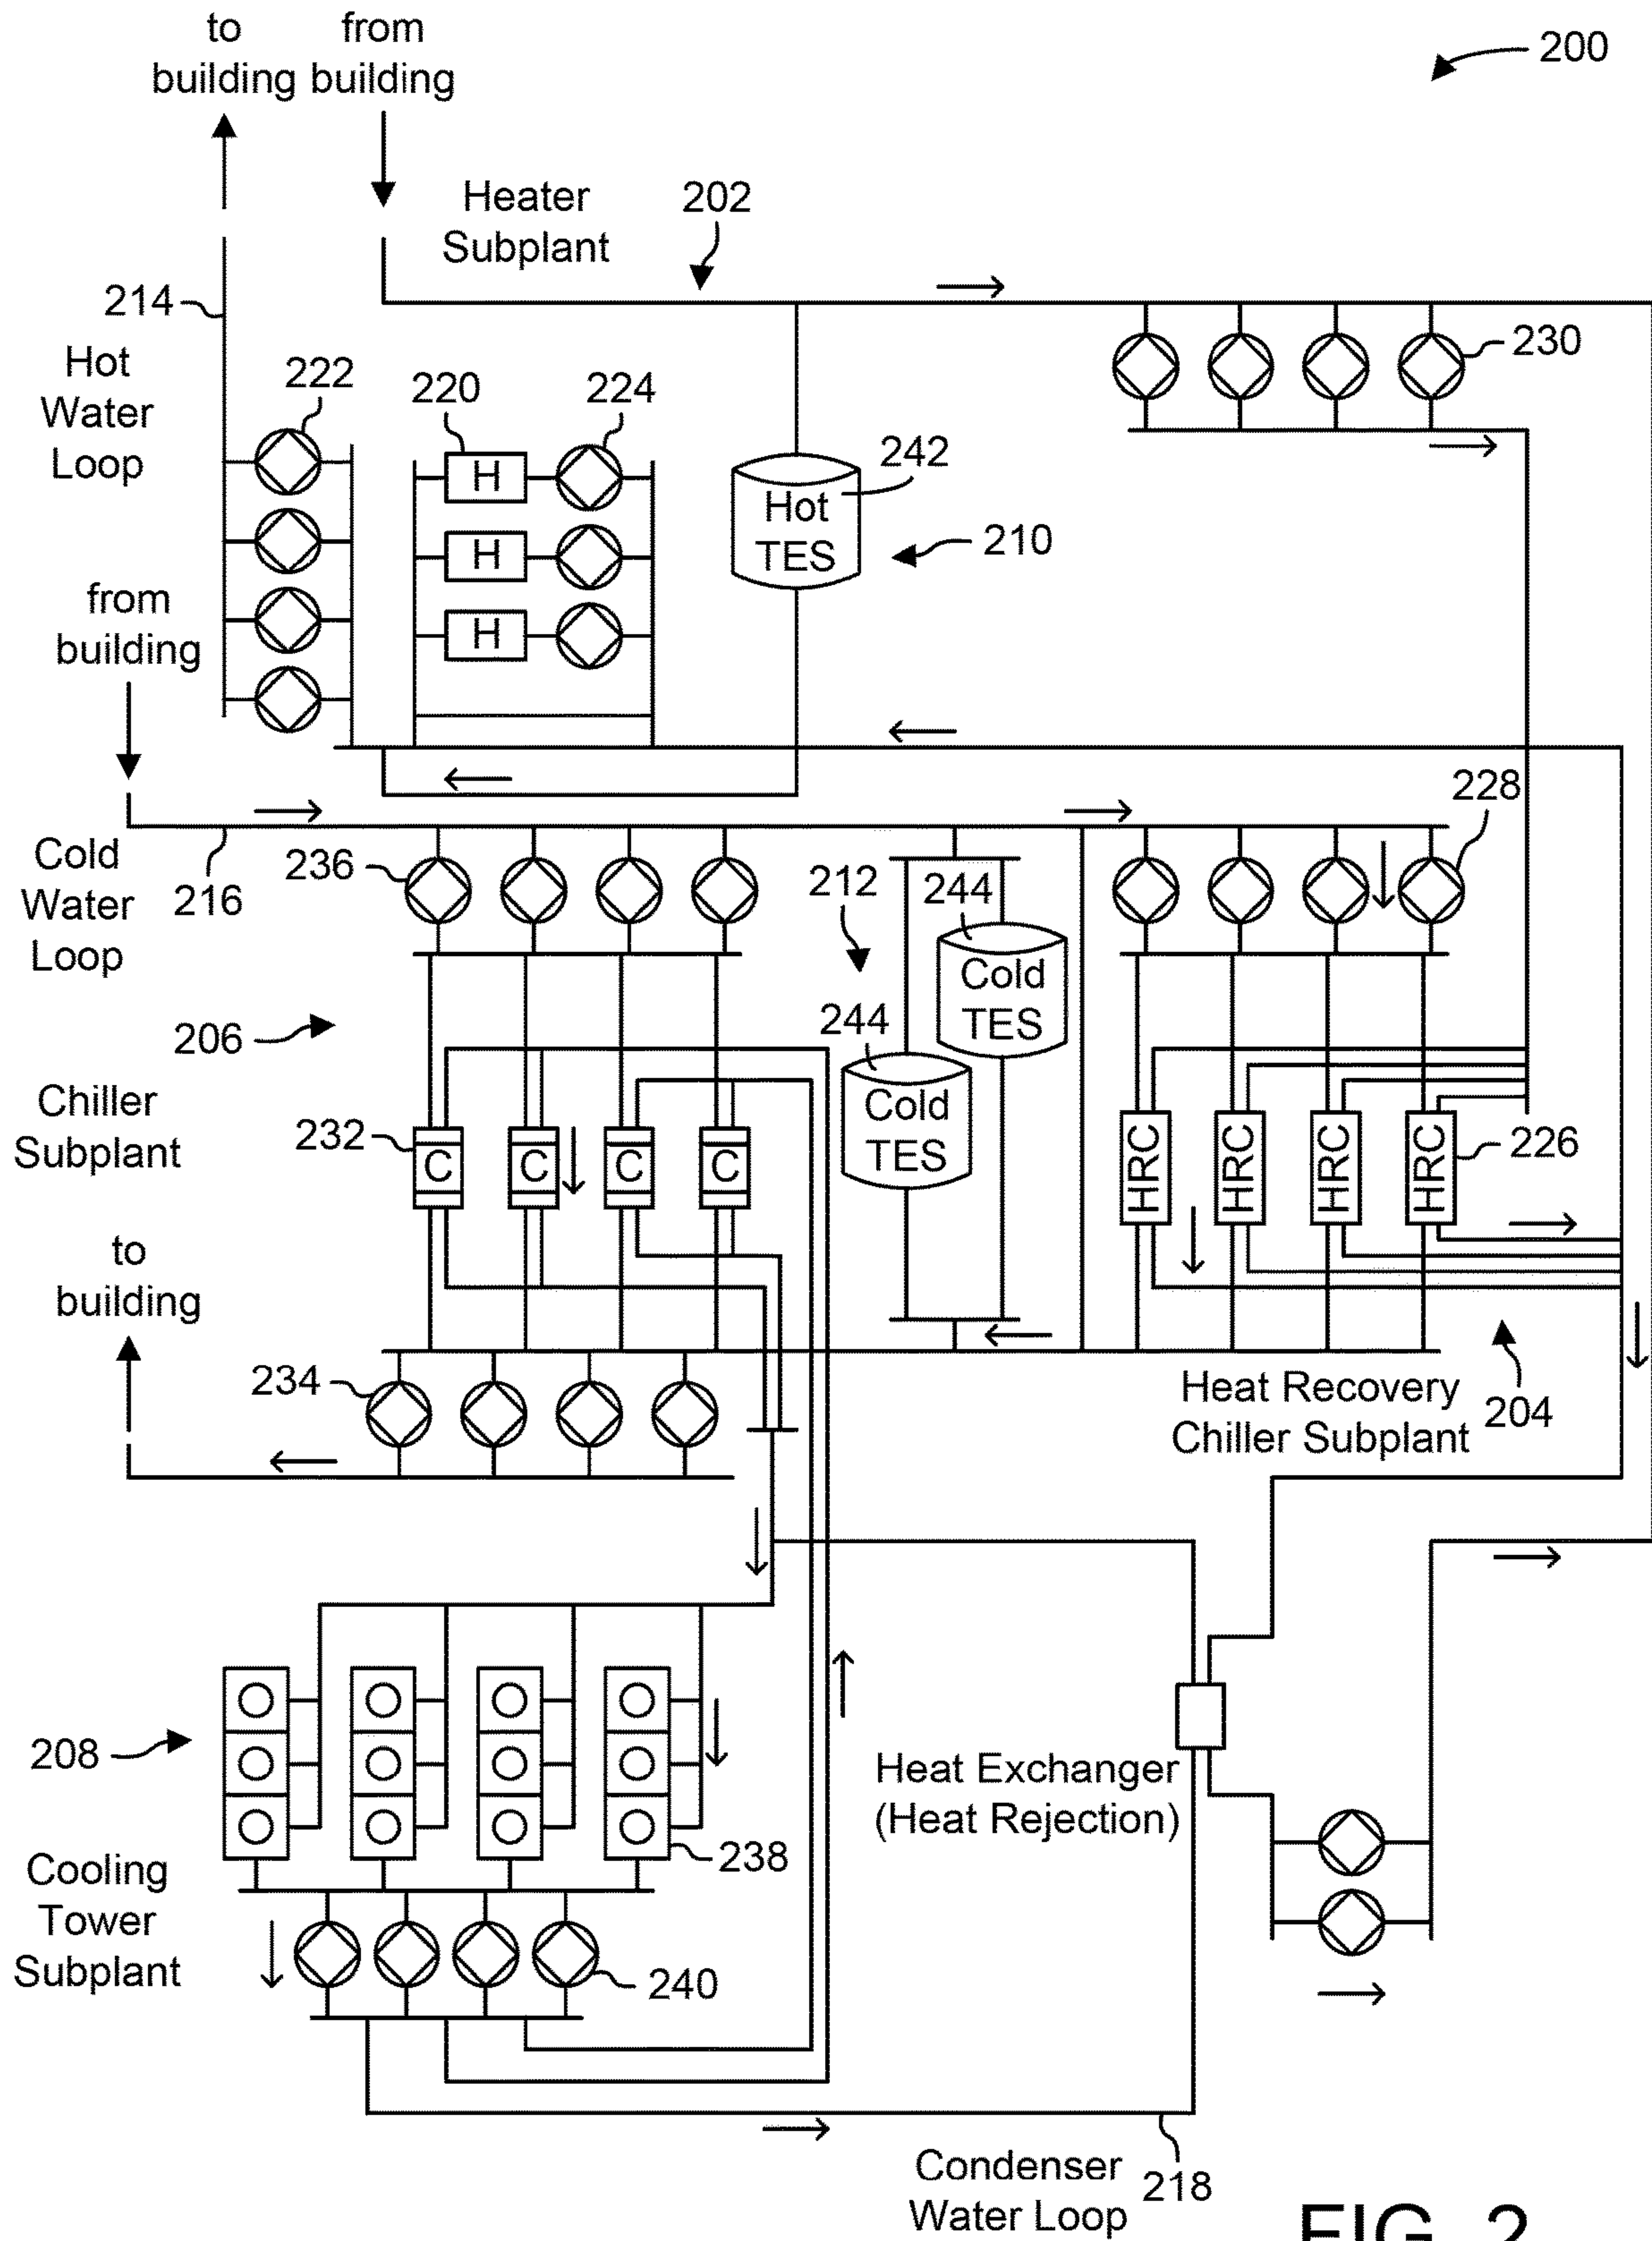 to from
building building
200
Heater
Subplant
202
214
Hot
Water
Loop
222
220
224
230
H
H
H
Hot
TES
242
210
from
building
228
Cold
Water
Loop
216
236
212
244
Cold
TES
244
Cold
TES
206
Chiller
Subplant
232
C
C
C
C
HRC
HRC
HRC
HRC
226
to
building
234
Heat Recovery
Chiller Subplant
204
208
238
Heat Exchanger
(Heat Rejection)
Cooling
Tower
Subplant
240
Condenser
Water Loop
218
FIG. 2